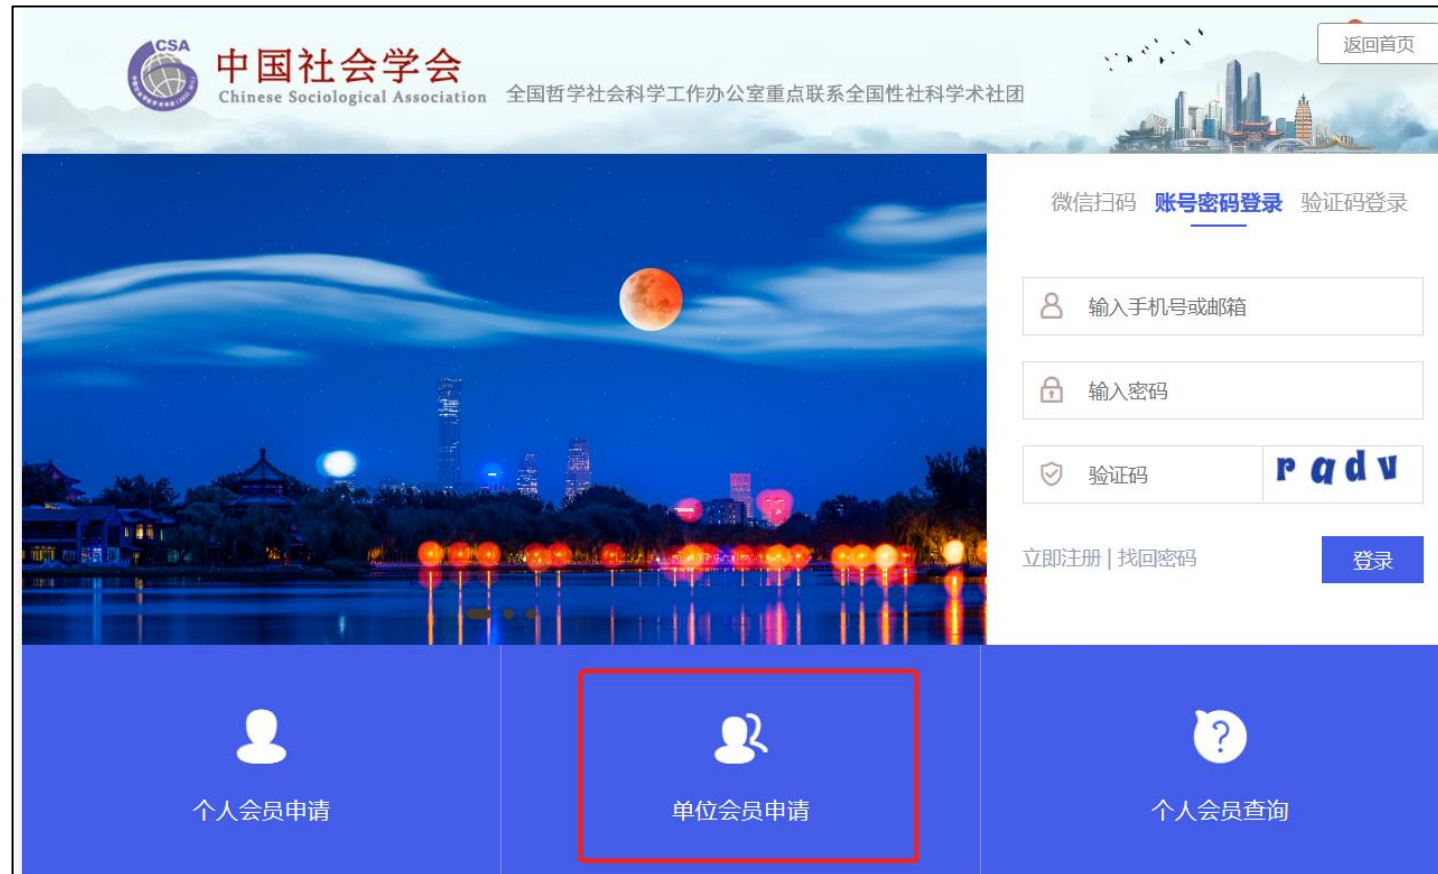 CSA
中国社会学会
Chinese Sociological Association
全国哲学社会科学工作办公室重点联系全国性社科学术社团
返回首页
微信扫码 账号密码登录 验证码登录
输入手机号或邮箱
输入密码
验证码 rqdv
立即注册 | 找回密码 登录
个人会员申请 单位会员申请 个人会员查询